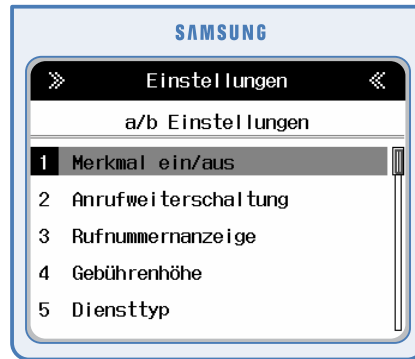 SAMSUNG
Einstellungen
a/b Einstellungen
1 Merkmal ein/aus
2 Anrufweiterschaltung
3 Rufnummernanzeige
4 Gebührenhöhe
5 Diensttyp